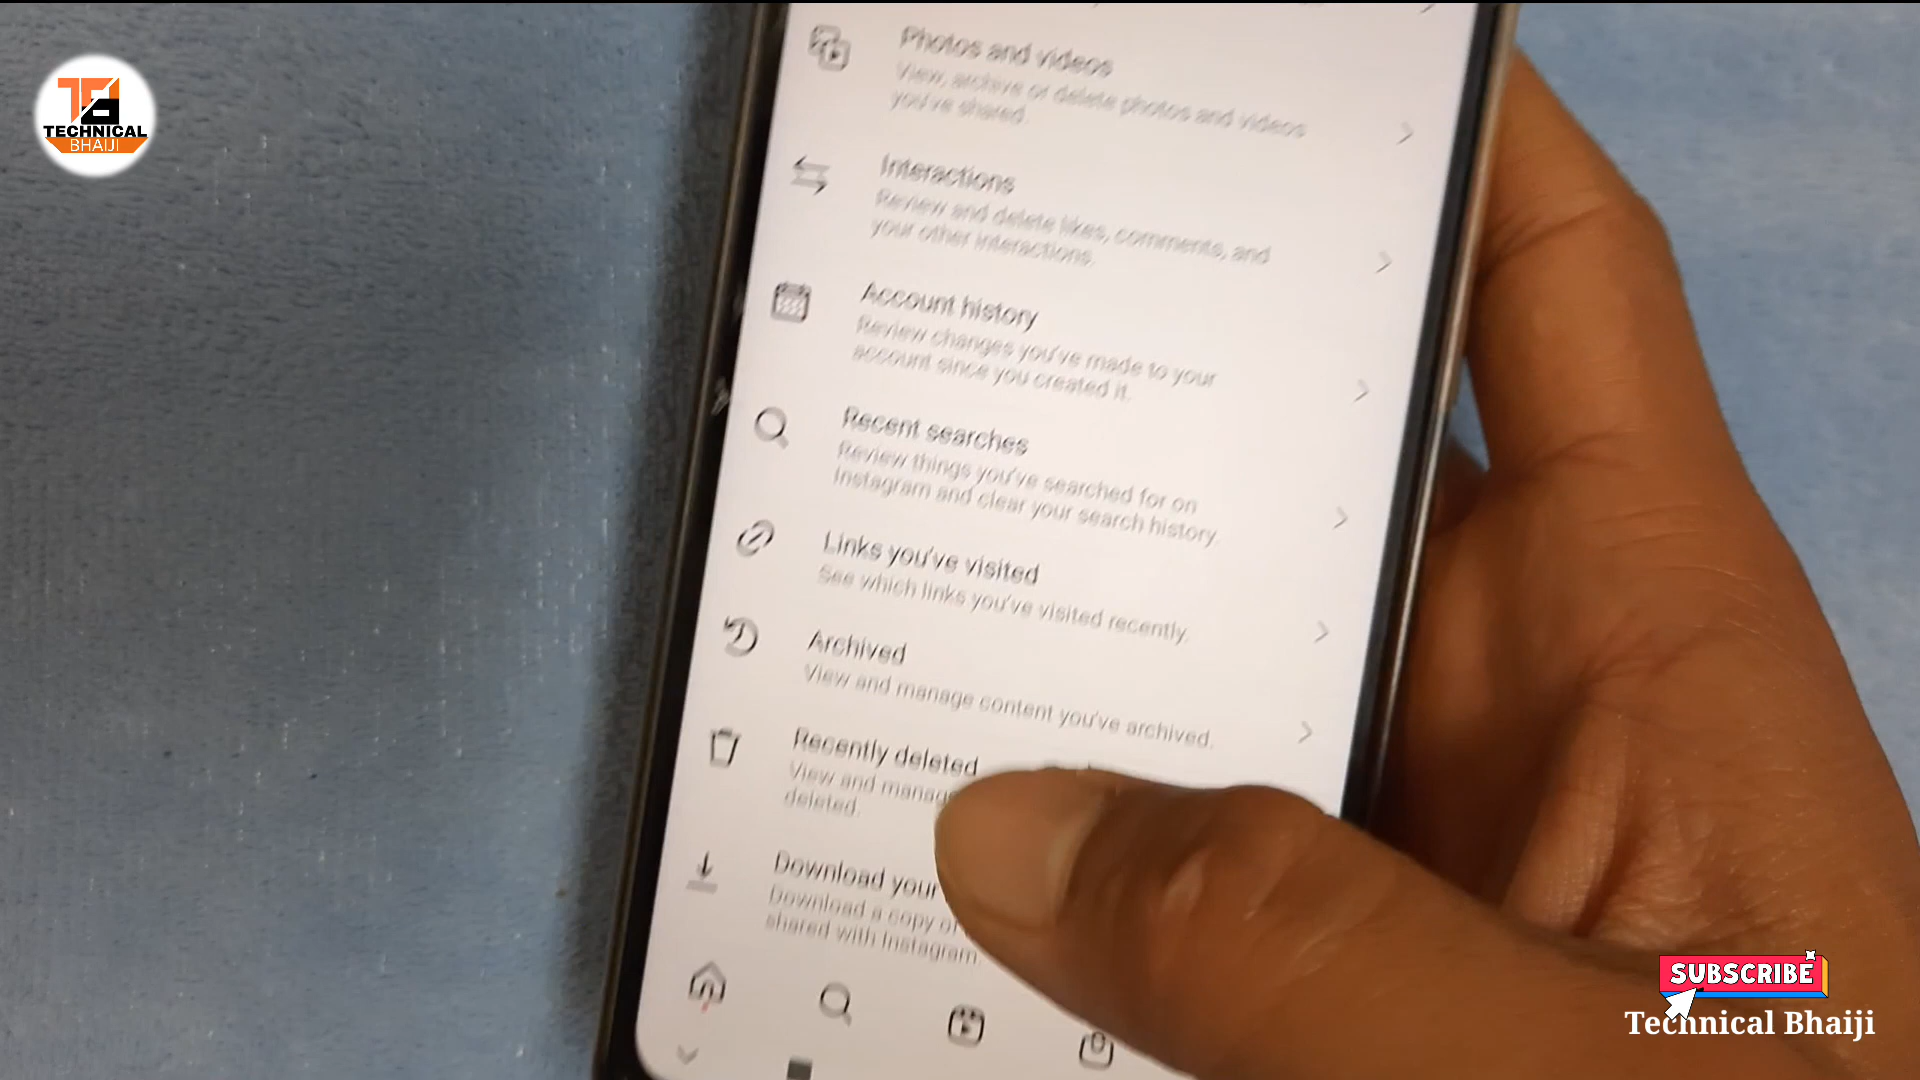 TECHNICAL
BHAIJI
Photos and videos
View, archive or delete photos and videos
you've shared.
Interactions
Review and delete likes, comments, and
your other interactions.
Account history
Review changes you've made to your
account since you created it.
Recent searches
Review things you've searched for on
Instagram and clear your search history.
Links you've visited
See which links you've visited recently.
Archived
View and manage content you've archived.
Recently deleted
View and manage
deleted.
Download your
Download a copy of
shared with Instagram
SUBSCRIBE
Technical Bhaiji